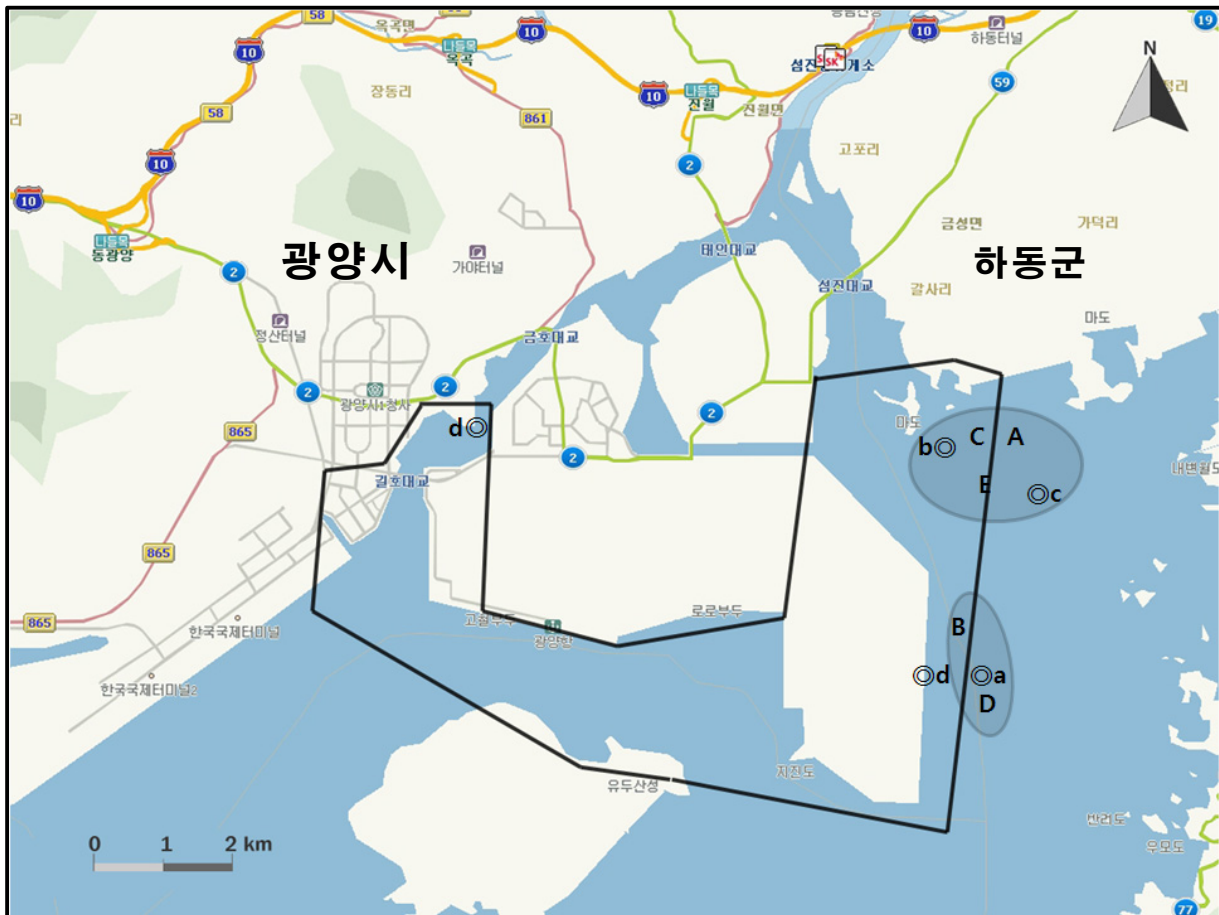 58
옥곡면
10
19
10
나들목
옥곡
10
하동터널
N
섬진강휴게소
SK
59
장동리
나들목
진월
10
58
진월면
861
10
2
고포리
10
나들목
동광양
금성면
가덕리
광양시
가야터널
태인대교
하동군
2
섬진대교
갈사리
정산터널
금호대교
마도
2
2
광양시1청사
2
865
d◎
마도
C
A
b◎
2
길호대교
E
◎c
865
로로부두
865
광양항
B
한국국제터미널
◎d
◎a
한국국제터미널2
D
지진도
유두산성
0
1
2 km
우모도
77